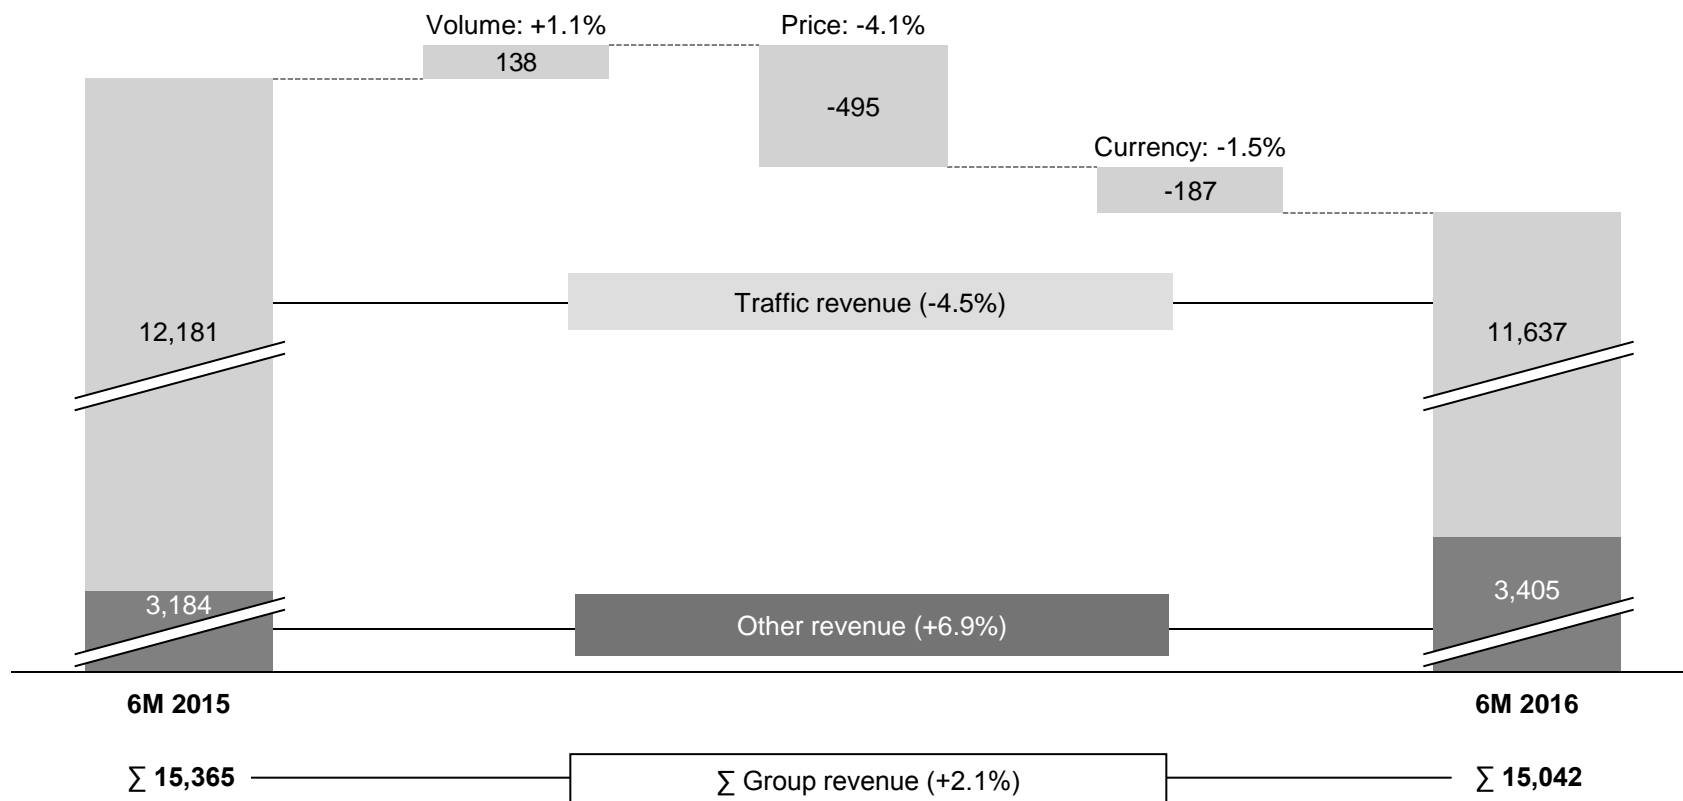 Volume: +1.1%
Price: -4.1%
138
-495
Currency: -1.5%
-187
Traffic revenue (-4.5%)
12,181
11,637
3,184
3,405
Other revenue (+6.9%)
6M 2015
6M 2016
∑ 15,365
∑ Group revenue (+2.1%)
∑ 15,042